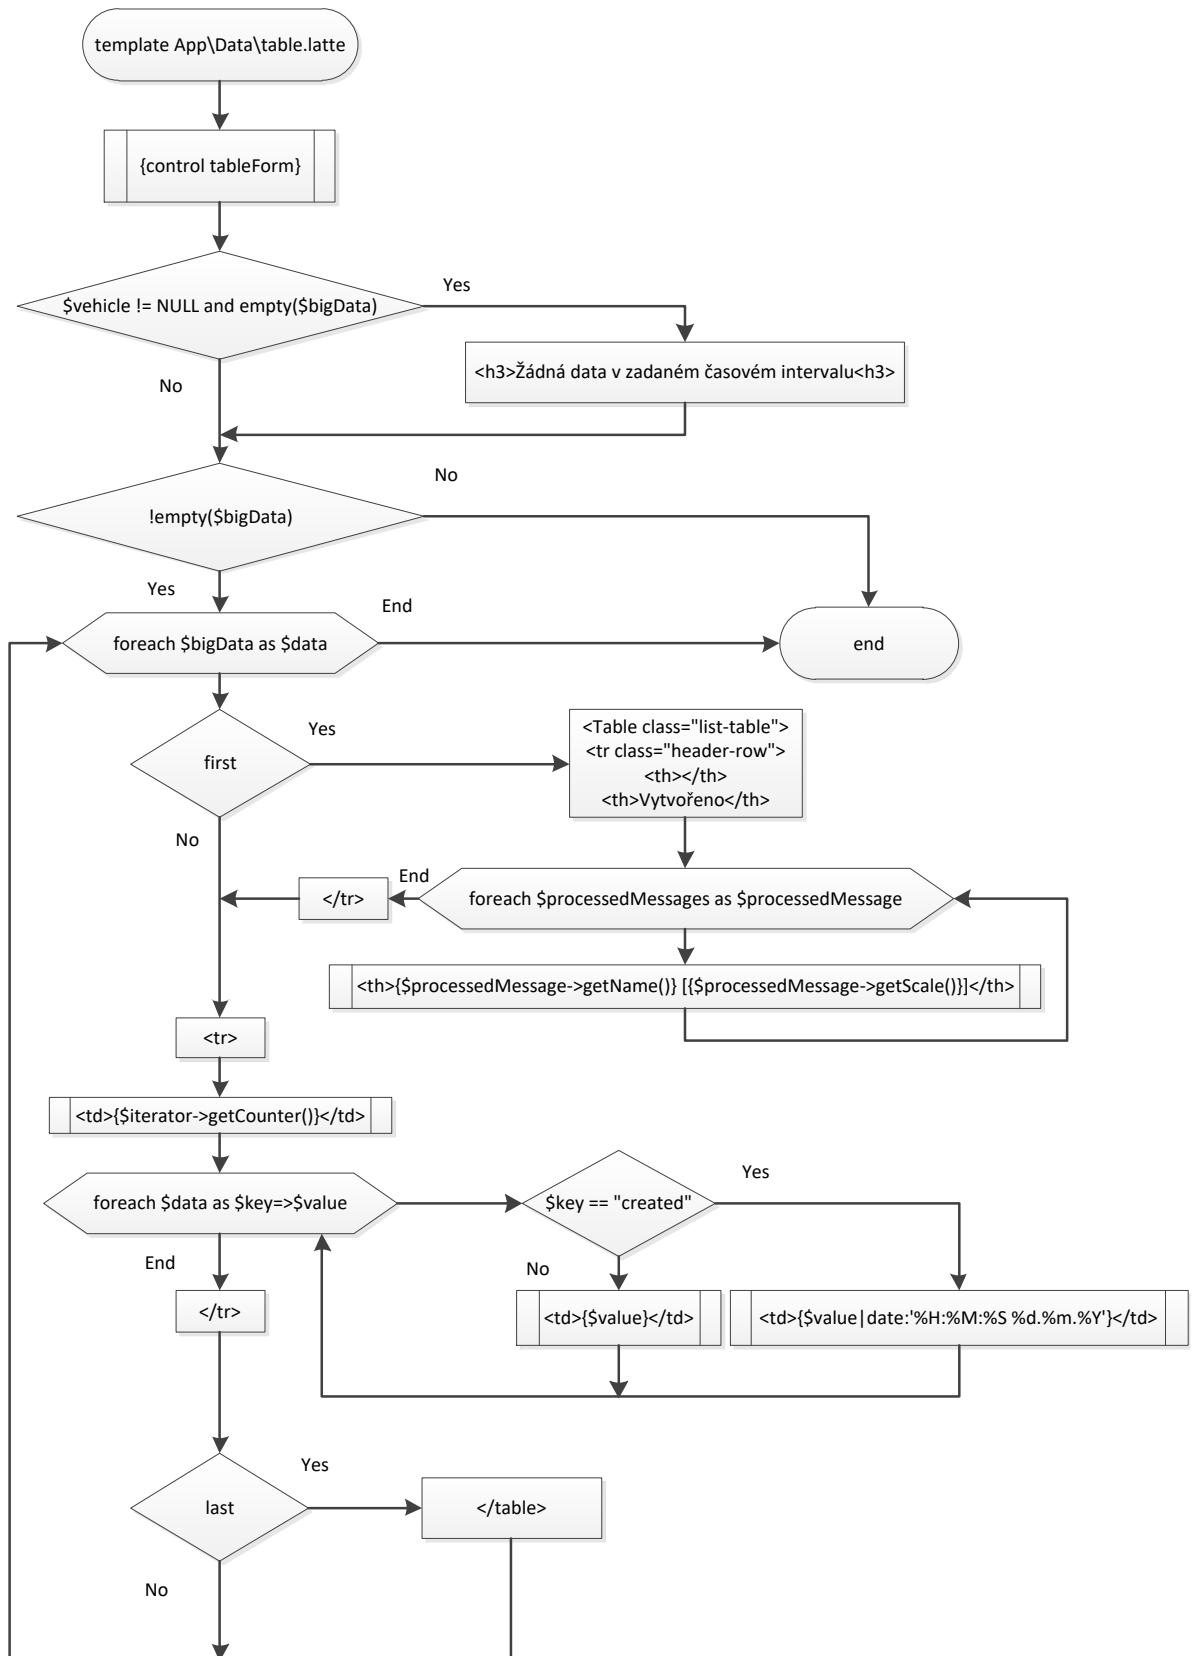 template App\Data\table.latte
{control tableForm}
$vehicle != NULL and empty($bigData)
Yes
<h3>Žádná data v zadaném časovém intervalu<h3>
No
No
!empty($bigData)
Yes
End
foreach $bigData as $data
end
first
Yes
<Table class="list-table">
<tr class="header-row">
<th></th>
<th>Vytvořeno</th>
No
End
</tr>
foreach $processedMessages as $processedMessage
<th>{$processedMessage->getName()} [{$processedMessage->getScale()}]</th>
<tr>
<td>{$iterator->getCounter()}</td>
foreach $data as $key=>$value
$key == "created"
Yes
End
No
</tr>
<td>{$value}</td>
<td>{$value|date:'%H:%M:%S %d.%m.%Y'}</td>
last
Yes
</table>
No